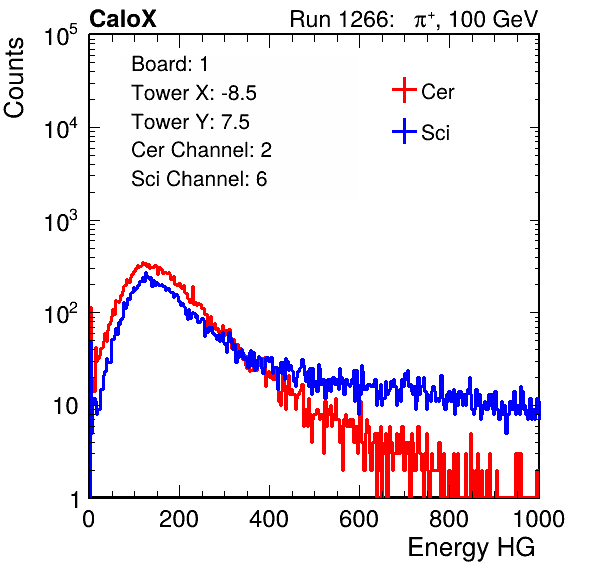 CaloX Run 1266: π⁺, 100 GeV
Counts
Board: 1
Tower X: -8.5
Tower Y: 7.5
Cer Channel: 2
Sci Channel: 6
Cer
Sci
10⁵
10⁴
10³
10²
10
1
0 200 400 600 800 1000
Energy HG